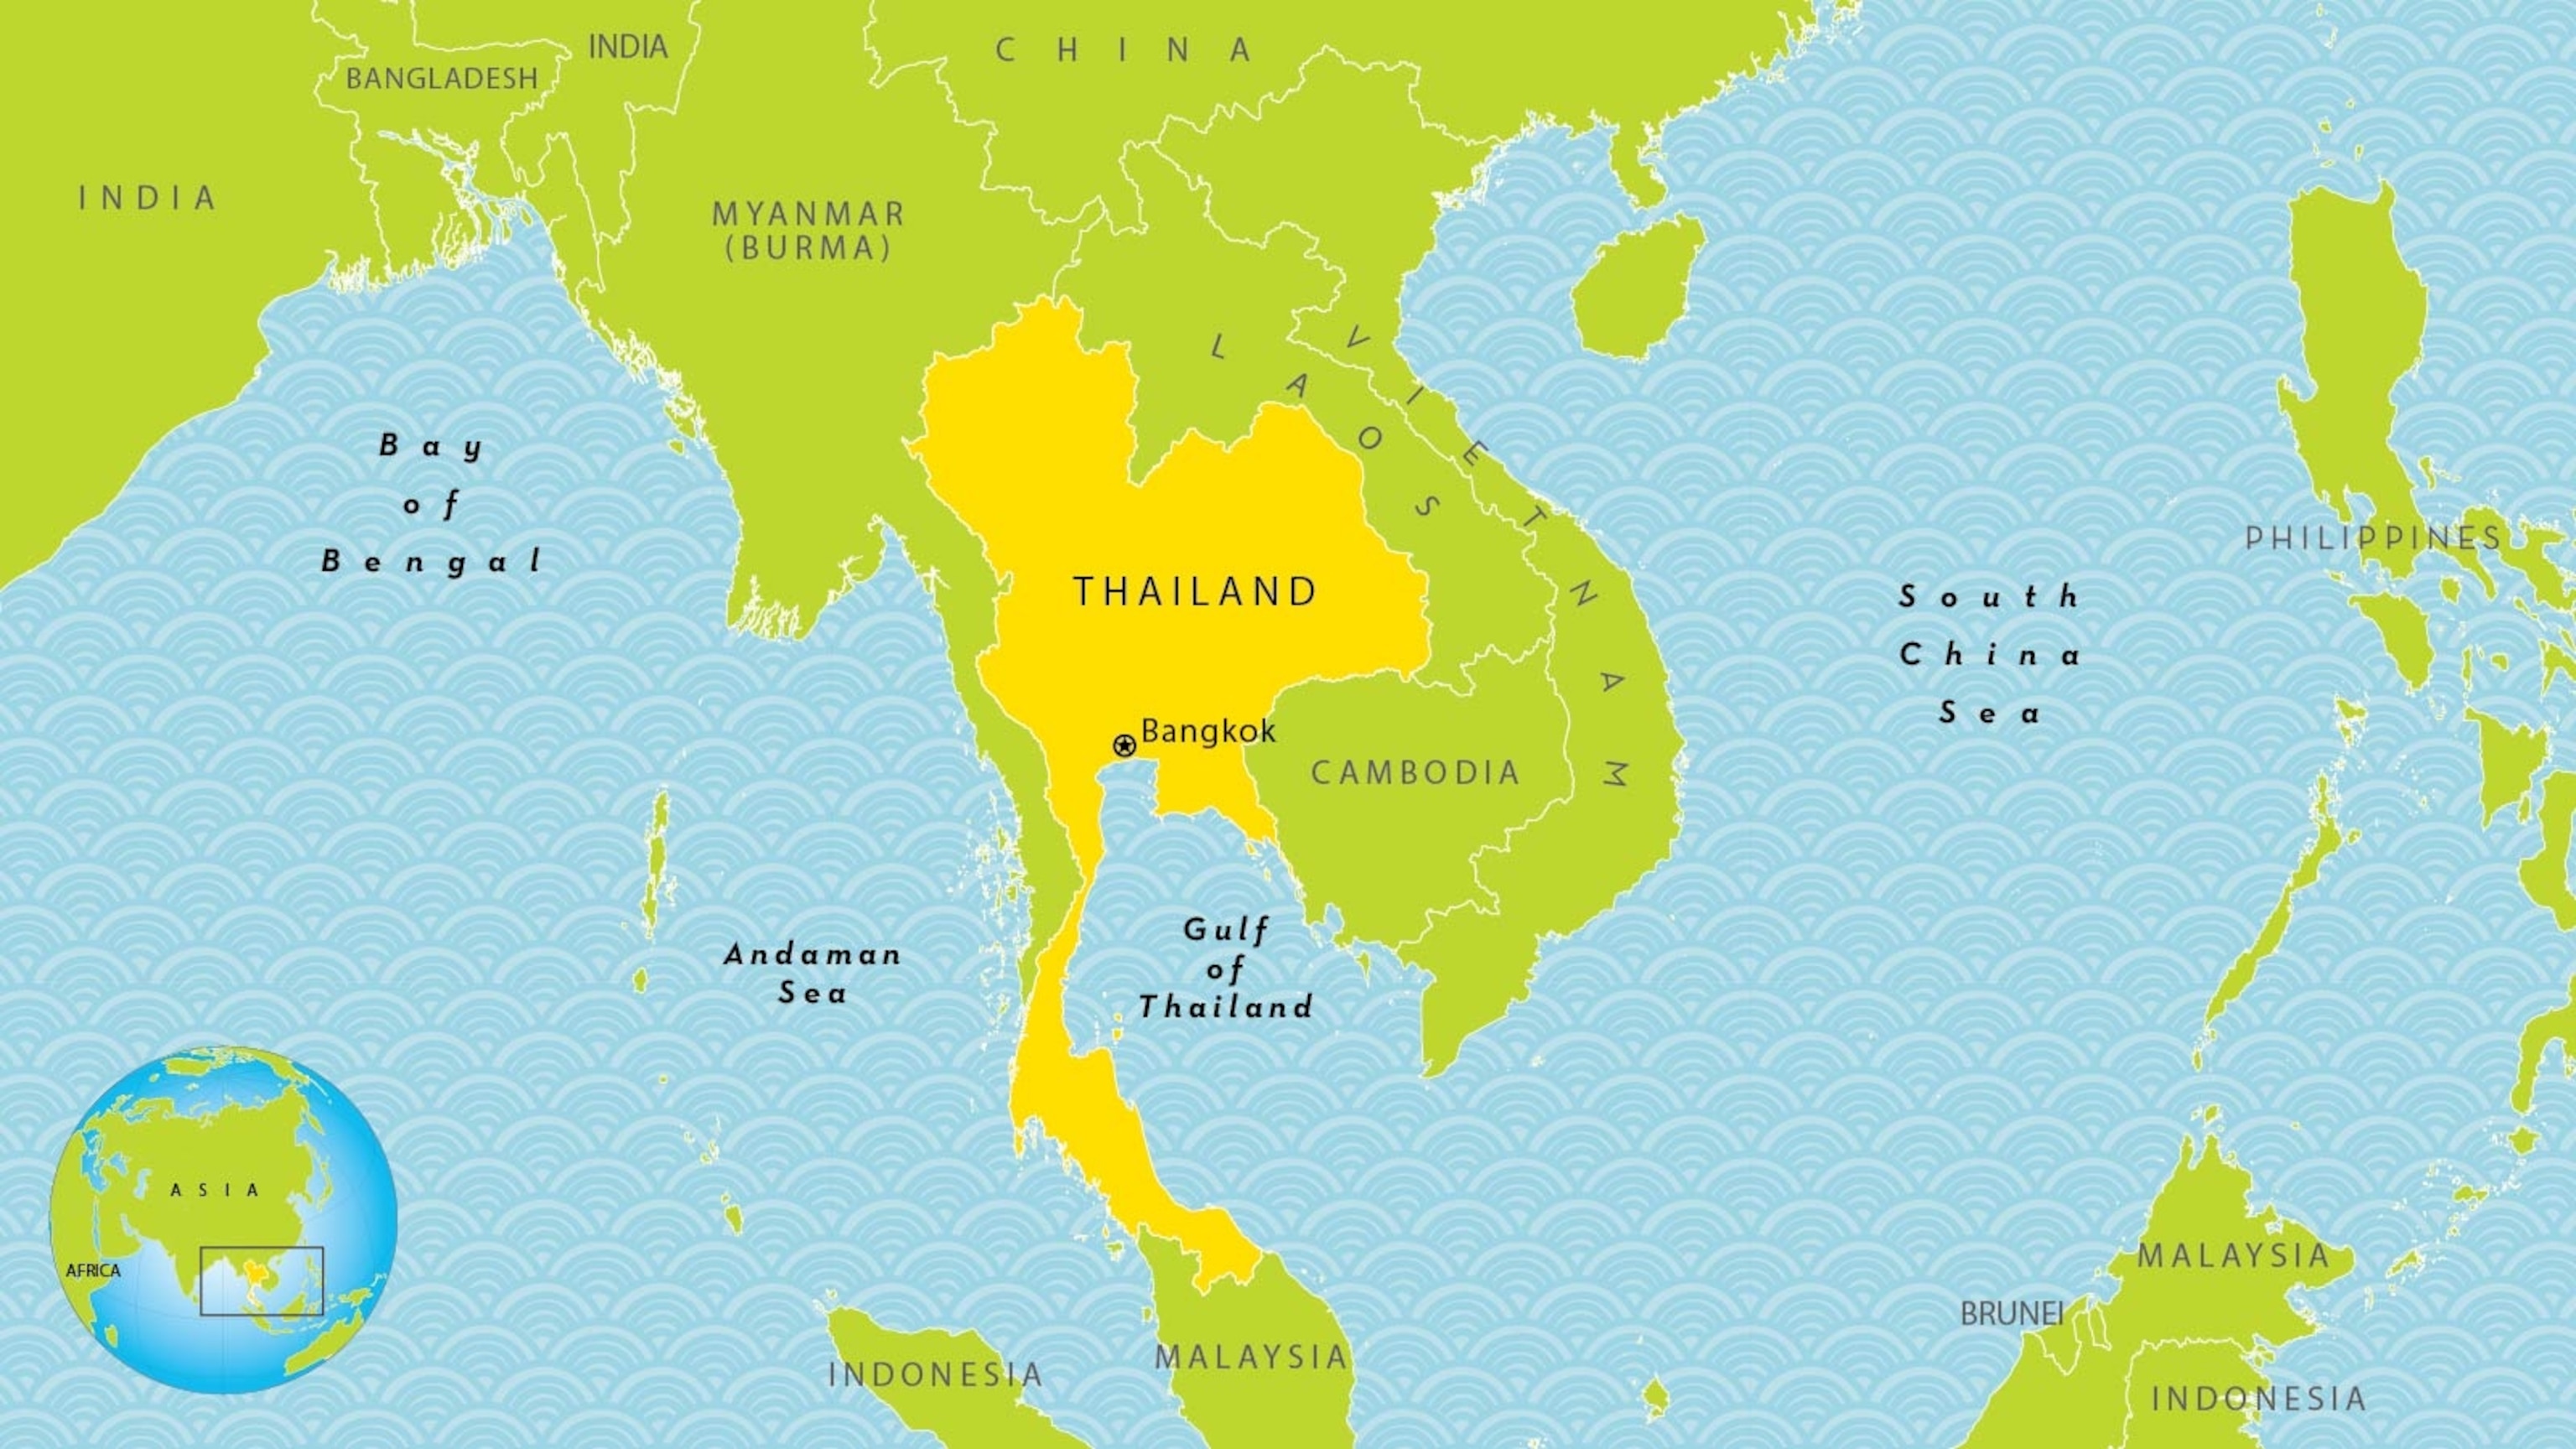 INDIA
CHINA
BANGLADESH
INDIA
MYANMAR
(BURMA)
LAOS
VIETNAM
Bay
of
Bengal
THAILAND
PHILIPPINES
South
China
Sea
Bangkok
CAMBODIA
Andaman
Sea
Gulf
of
Thailand
ASIA
AFRICA
MALAYSIA
BRUNEI
INDONESIA
MALAYSIA
INDONESIA